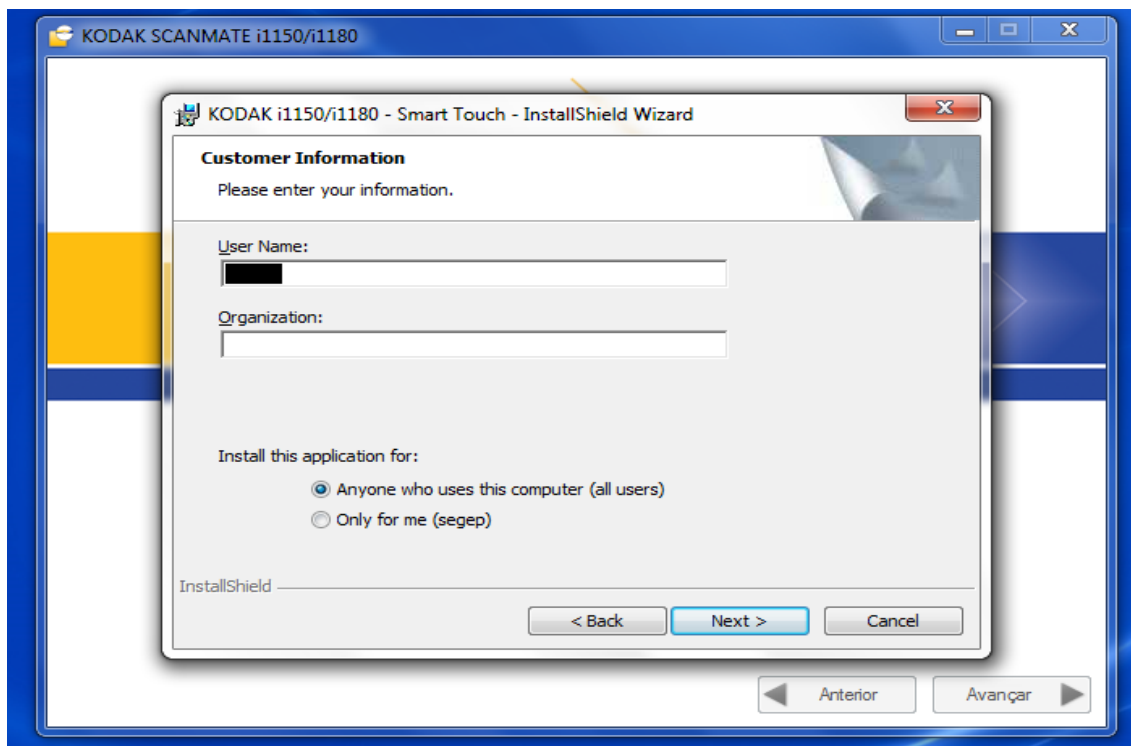 KODAK SCANMATE i1150/i1180
KODAK i1150/i1180 - Smart Touch - InstallShield Wizard
Customer Information
Please enter your information.
User Name:
Organization:
Install this application for:
Anyone who uses this computer (all users)
Only for me (segep)
InstallShield
< Back Next > Cancel
Anterior Avançar